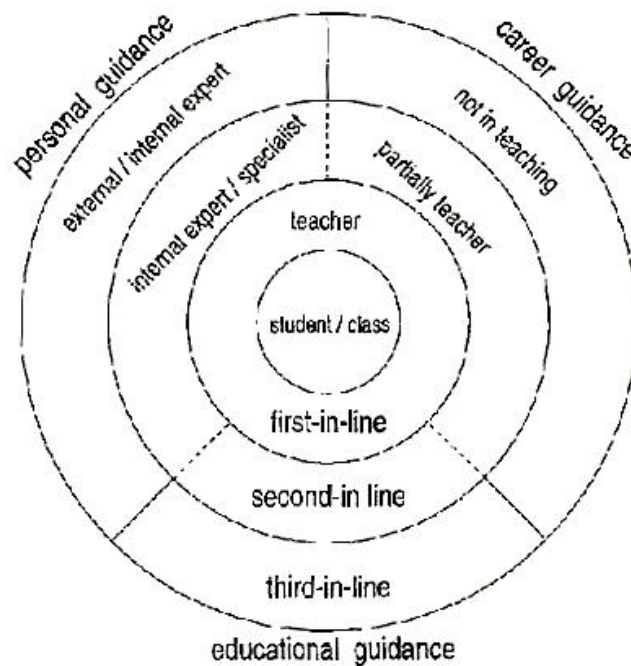 personal guidance
career guidance
external / internal expert
not in teaching
internal expert / specialist
partially teacher
teacher
student / class
first-in-line
second-in line
third-in-line
educational guidance